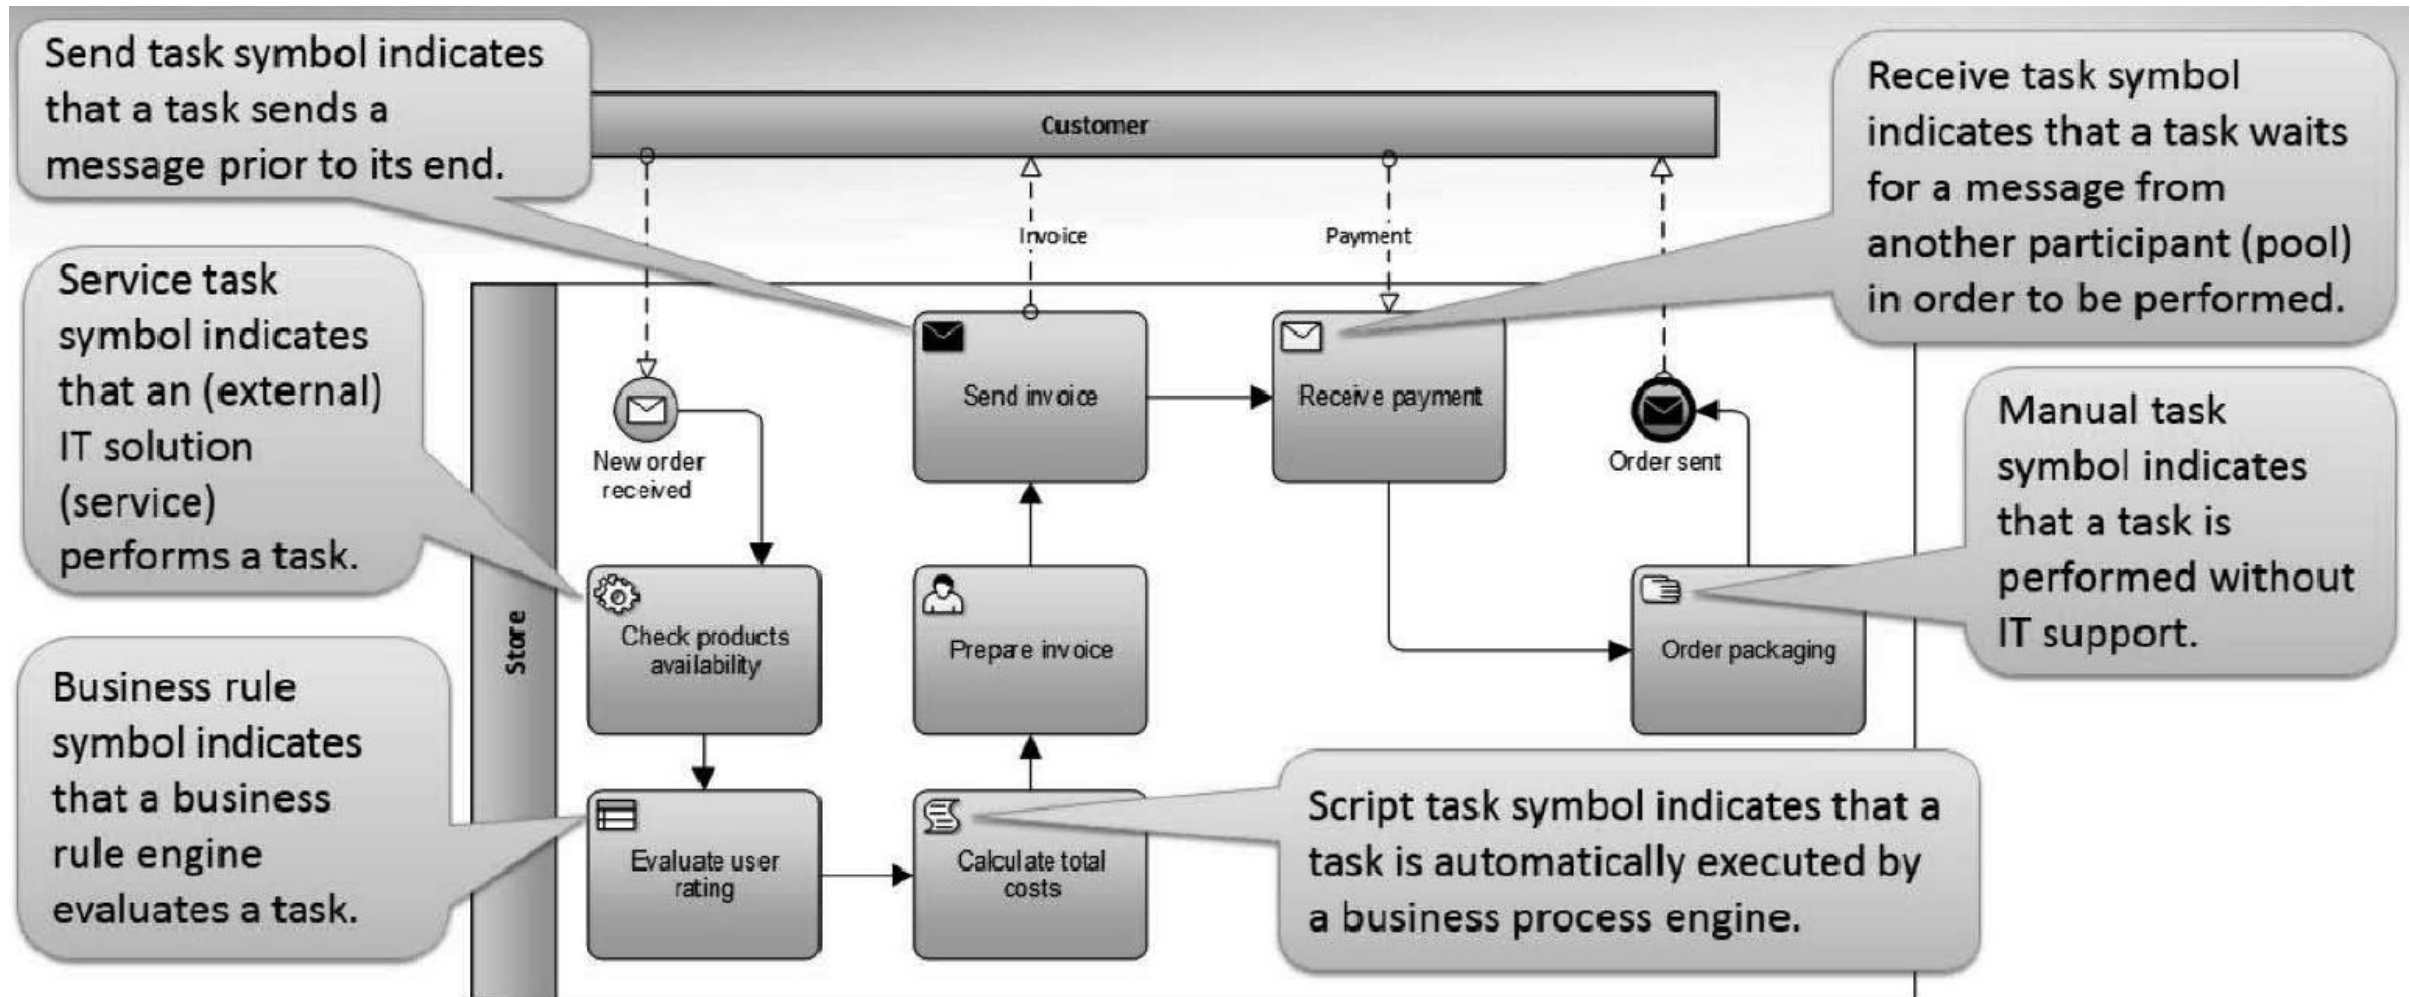 Send task symbol indicates
that a task sends a
message prior to its end.
Customer
Receive task symbol
indicates that a task waits
for a message from
another participant (pool)
in order to be performed.
Invoice
Payment
Service task
symbol indicates
that an (external)
IT solution
(service)
performs a task.
Send invoice
Receive payment
New order
received
Order sent
Manual task
symbol indicates
that a task is
performed without
IT support.
Store
Check products
availability
Prepare invoice
Order packaging
Business rule
symbol indicates
that a business
rule engine
evaluates a task.
Evaluate user
rating
Calculate total
costs
Script task symbol indicates that a
task is automatically executed by
a business process engine.